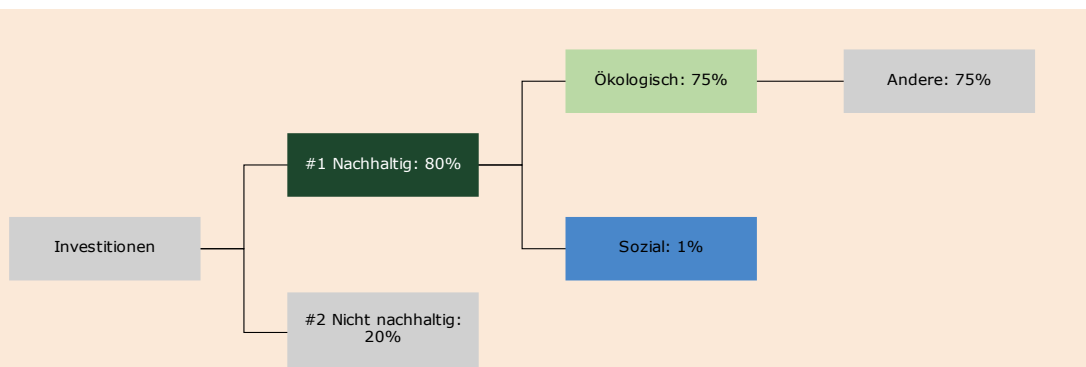 Ökologisch: 75%
Andere: 75%
#1 Nachhaltig: 80%
Investitionen
Sozial: 1%
#2 Nicht nachhaltig:
20%